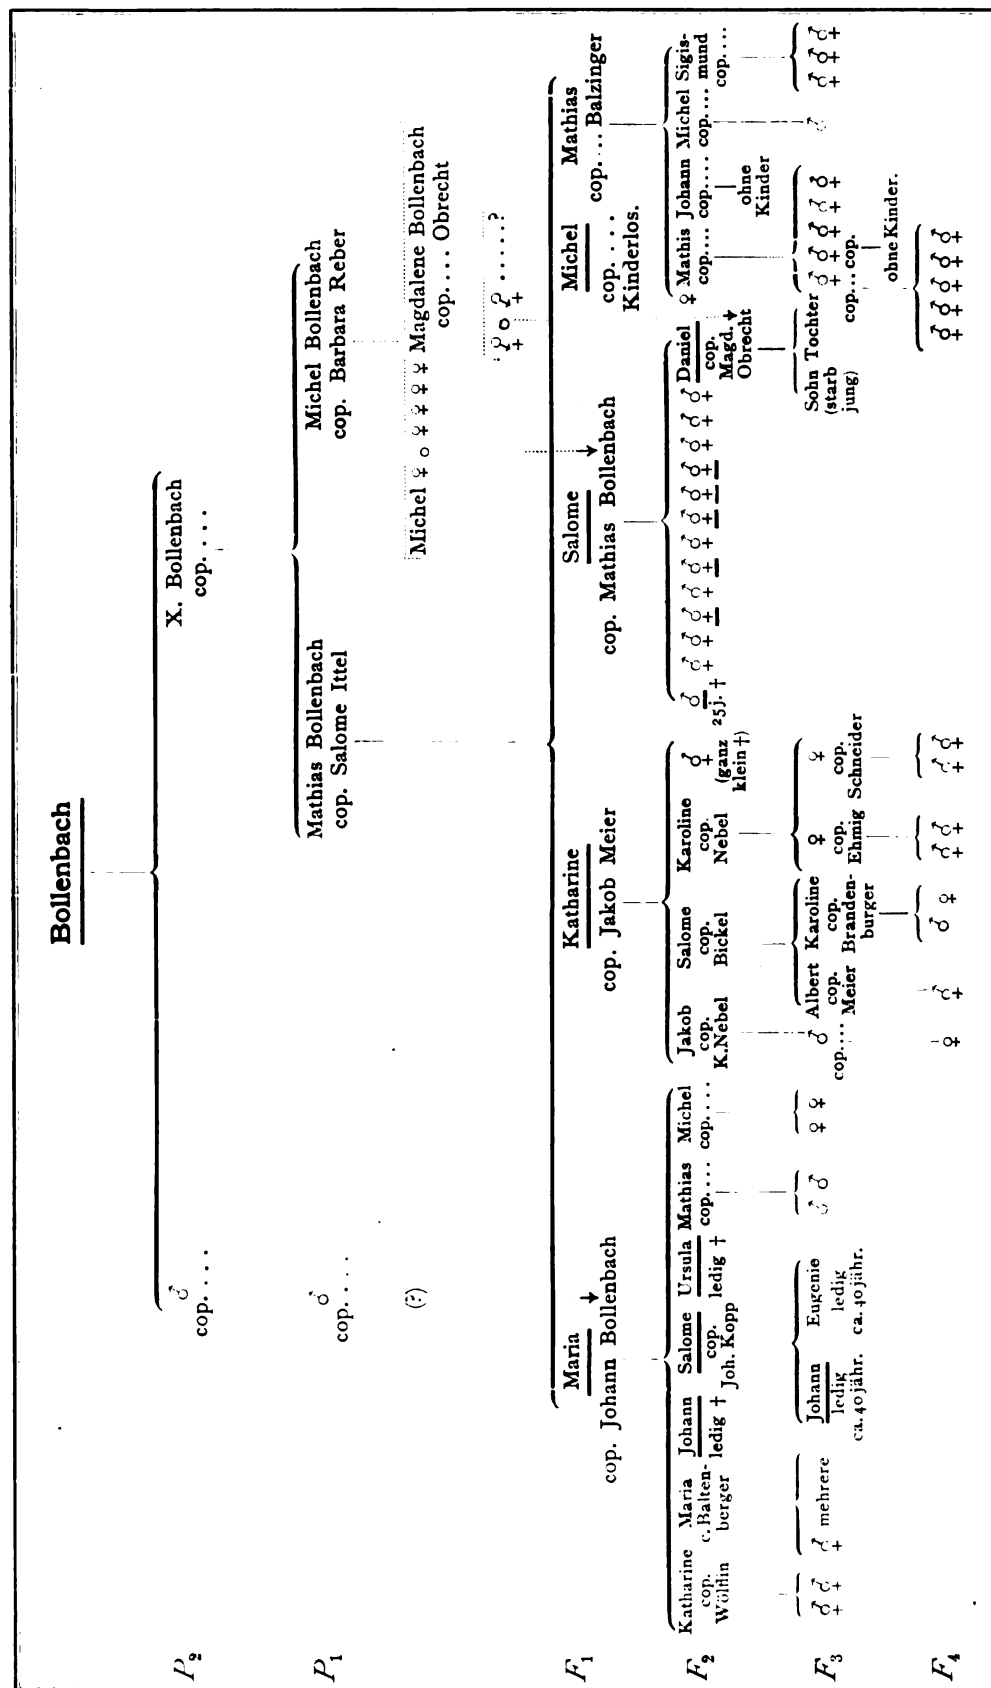 Bollenbach
P₂
♂
cop. . . .
X. Bollenbach
cop. . . .
P₁
♂
cop. . . .
(?)
Mathias Bollenbach
cop. Salome Ittel
Michel Bollenbach
cop. Barbara Reber
Michel ♀ ○ ♀ ♀ ♀ ♀ Magdalene Bollenbach
cop. . . . Obrecht
♀ ○ ♀ . . . . . ?
F₁
Maria
cop. Johann Bollenbach
Katharine
cop. Jakob Meier
Salome
cop. Mathias Bollenbach
Michel
cop. . . . .
Kinderlos.
Mathias
cop. . . . Balzinger
F₂
Katharine
cop.
Wölflin
Maria
c. Balten-
berger
Johann
ledig †
Salome
cop.
Joh. Kopp
Ursula
ledig †
Mathias
cop. . . .
Michel
cop. . . .
Jakob
cop.
K. Nebel
Salome
cop.
Bickel
Karoline
cop.
Nebel
(ganz
klein †)
♂
25 j. †
Daniel
cop.
Magd.
Obrecht
♀
Mathis
cop. . . .
Johann
cop. . . .
ohne
Kinder
Michel
cop. . . .
Sigis-
mund
cop. . . .
F₃
mehrere
Johann
ledig
ca. 40jähr.
Eugenie
ledig
ca. 40jähr.
♂ ♂
♀ ♀
♂
cop. . . .
Albert
cop.
Meier
Karoline
cop.
Branden-
burger
♀
cop.
Ehmig
♀
cop.
Schneider
Sohn
(starb
jung)
Tochter
cop. . . . cop.
ohne Kinder.
♂
F₄
♀
♂ ♀